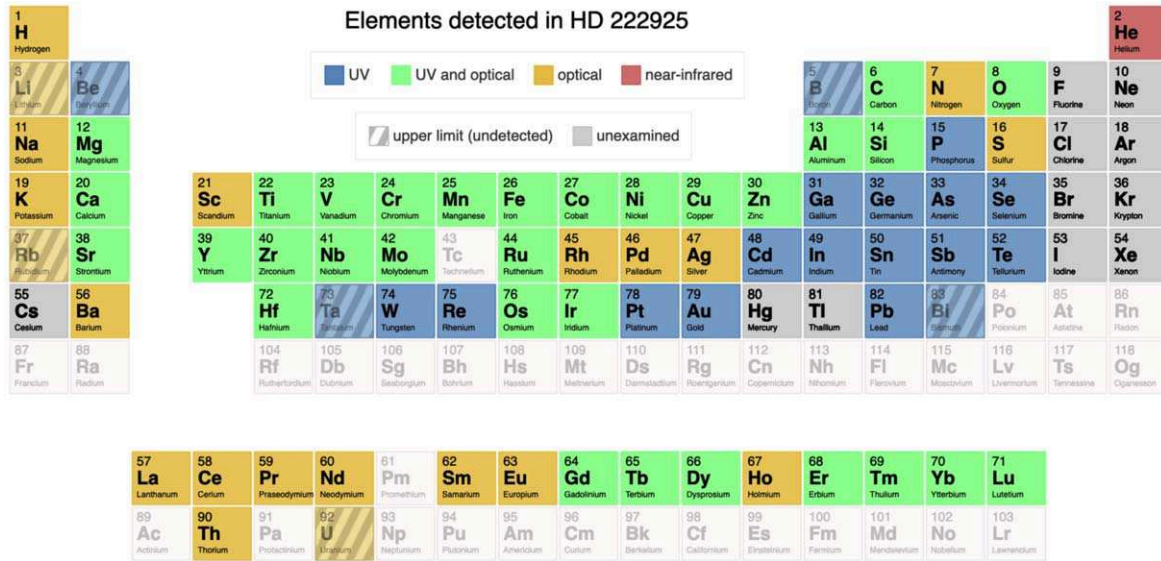 Elements detected in HD 222925
UV
UV and optical
optical
near-infrared
upper limit (undetected)
unexamined
1
H
Hydrogen
2
He
Helium
3
Li
Lithium
4
Be
Beryllium
5
B
Boron
6
C
Carbon
7
N
Nitrogen
8
O
Oxygen
9
F
Fluorine
10
Ne
Neon
11
Na
Sodium
12
Mg
Magnesium
13
Al
Aluminum
14
Si
Silicon
15
P
Phosphorus
16
S
Sulfur
17
Cl
Chlorine
18
Ar
Argon
19
K
Potassium
20
Ca
Calcium
21
Sc
Scandium
22
Ti
Titanium
23
V
Vanadium
24
Cr
Chromium
25
Mn
Manganese
26
Fe
Iron
27
Co
Cobalt
28
Ni
Nickel
29
Cu
Copper
30
Zn
Zinc
31
Ga
Gallium
32
Ge
Germanium
33
As
Arsenic
34
Se
Selenium
35
Br
Bromine
36
Kr
Krypton
37
Rb
Rubidium
38
Sr
Strontium
39
Y
Yttrium
40
Zr
Zirconium
41
Nb
Niobium
42
Mo
Molybdenum
43
Tc
Technetium
44
Ru
Ruthenium
45
Rh
Rhodium
46
Pd
Palladium
47
Ag
Silver
48
Cd
Cadmium
49
In
Indium
50
Sn
Tin
51
Sb
Antimony
52
Te
Tellurium
53
I
Iodine
54
Xe
Xenon
55
Cs
Cesium
56
Ba
Barium
72
Hf
Hafnium
73
Ta
Tantalum
74
W
Tungsten
75
Re
Rhenium
76
Os
Osmium
77
Ir
Iridium
78
Pt
Platinum
79
Au
Gold
80
Hg
Mercury
81
Tl
Thallium
82
Pb
Lead
83
Bi
Bismuth
84
Po
Polonium
85
At
Astatine
86
Rn
Radon
87
Fr
Francium
88
Ra
Radium
104
Rf
Rutherfordium
105
Db
Dubnium
106
Sg
Seaborgium
107
Bh
Bohrium
108
Hs
Hassium
109
Mt
Meitnerium
110
Ds
Darmstadtium
111
Rg
Roentgenium
112
Cn
Copernicium
113
Nh
Nihonium
114
Fl
Flerovium
115
Mc
Moscovium
116
Lv
Livermorium
117
Ts
Tennessine
118
Og
Oganesson
57
La
Lanthanum
58
Ce
Cerium
59
Pr
Praseodymium
60
Nd
Neodymium
61
Pm
Promethium
62
Sm
Samarium
63
Eu
Europium
64
Gd
Gadolinium
65
Tb
Terbium
66
Dy
Dysprosium
67
Ho
Holmium
68
Er
Erbium
69
Tm
Thulium
70
Yb
Ytterbium
71
Lu
Lutetium
89
Ac
Actinium
90
Th
Thorium
91
Pa
Protactinium
92
U
Uranium
93
Np
Neptunium
94
Pu
Plutonium
95
Am
Americium
96
Cm
Curium
97
Bk
Berkelium
98
Cf
Californium
99
Es
Einsteinium
100
Fm
Fermium
101
Md
Mendelevium
102
No
Nobelium
103
Lr
Lawrencium